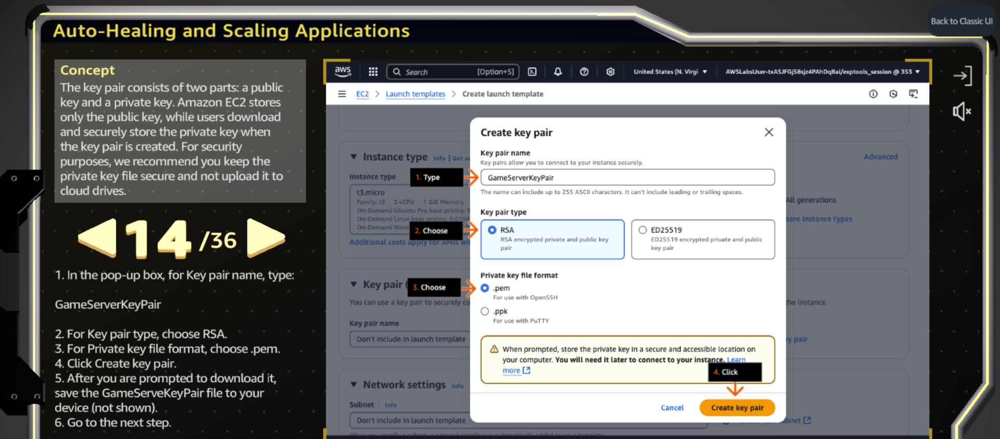 Back to Classic UI
Auto-Healing and Scaling Applications
Concept
The key pair consists of two parts: a public
key and a private key. Amazon EC2 stores
only the public key, while users download
and securely store the private key when
the key pair is created. For security
purposes, we recommend you keep the
private key file secure and not upload it to
cloud drives.
14 /36
1. In the pop-up box, for Key pair name, type:
GameServerKeyPair
2. For Key pair type, choose RSA.
3. For Private key file format, choose .pem.
4. Click Create key pair.
5. After you are prompted to download it,
save the GameServeKeyPair file to your
device (not shown).
6. Go to the next step.
aws
Search [Option+S]
United States (N. Virgi
AWSLabsUser-txASJFGjS8sjz4PAhDqBai/exptools_session @ 353
EC2 > Launch templates > Create launch template
Instance type Info | Get a
Advanced
Instance type
t3.micro
Family: t3 2 vCPU 1 GiB Memory
On-Demand Ubuntu Pro base pricing:
On-Demand Linux base pricing: 0.0104
On-Demand Wind
Additional costs apply for AMIs wi
All generations
pare instance types
Key pair (
You can use a key pair to securely co
the instance.
Key pair name
Don't include in launch template
ey pair
Network settings Info
Subnet Info
Don't include in launch template
subnet
When you specify a subnet, a network interface is automatically added to your template.
Create key pair
Key pair name
Key pairs allow you to connect to your instance securely.
1. Type
GameServerKeyPair
The name can include up to 255 ASCII characters. It can't include leading or trailing spaces.
Key pair type
2. Choose
RSA
RSA encrypted private and public key
pair
ED25519
ED25519 encrypted private and public
key pair
Private key file format
3. Choose
.pem
For use with OpenSSH
.ppk
For use with PuTTY
When prompted, store the private key in a secure and accessible location on
your computer. You will need it later to connect to your instance. Learn
more
4. Click
Cancel
Create key pair